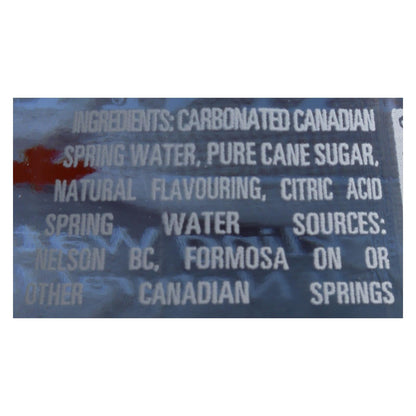 INGREDIENTS: CARBONATED CANADIAN
SPRING WATER, PURE CANE SUGAR,
NATURAL FLAVOURING, CITRIC ACID
SPRING WATER SOURCES:
NELSON BC, FORMOSA ON OR
OTHER CANADIAN SPRINGS